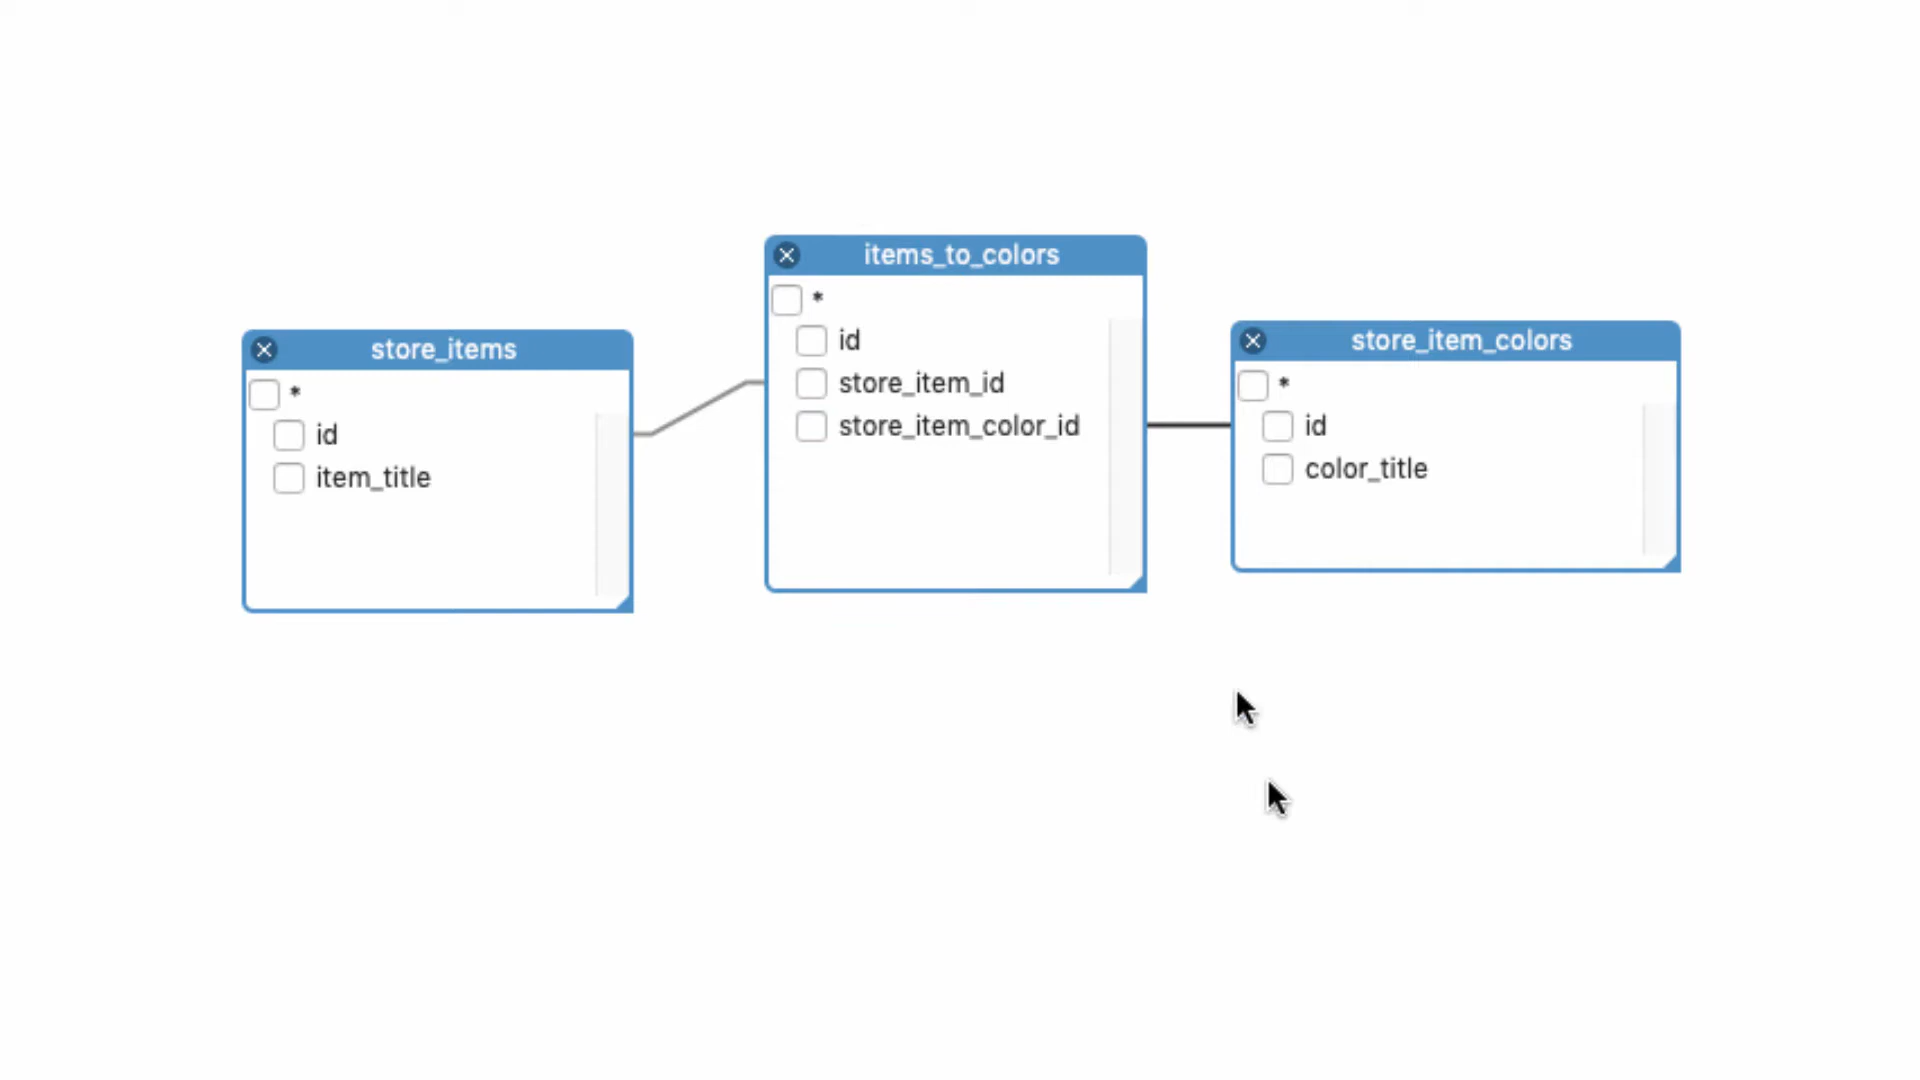 store_items
*
id
item_title
items_to_colors
*
id
store_item_id
store_item_color_id
store_item_colors
*
id
color_title